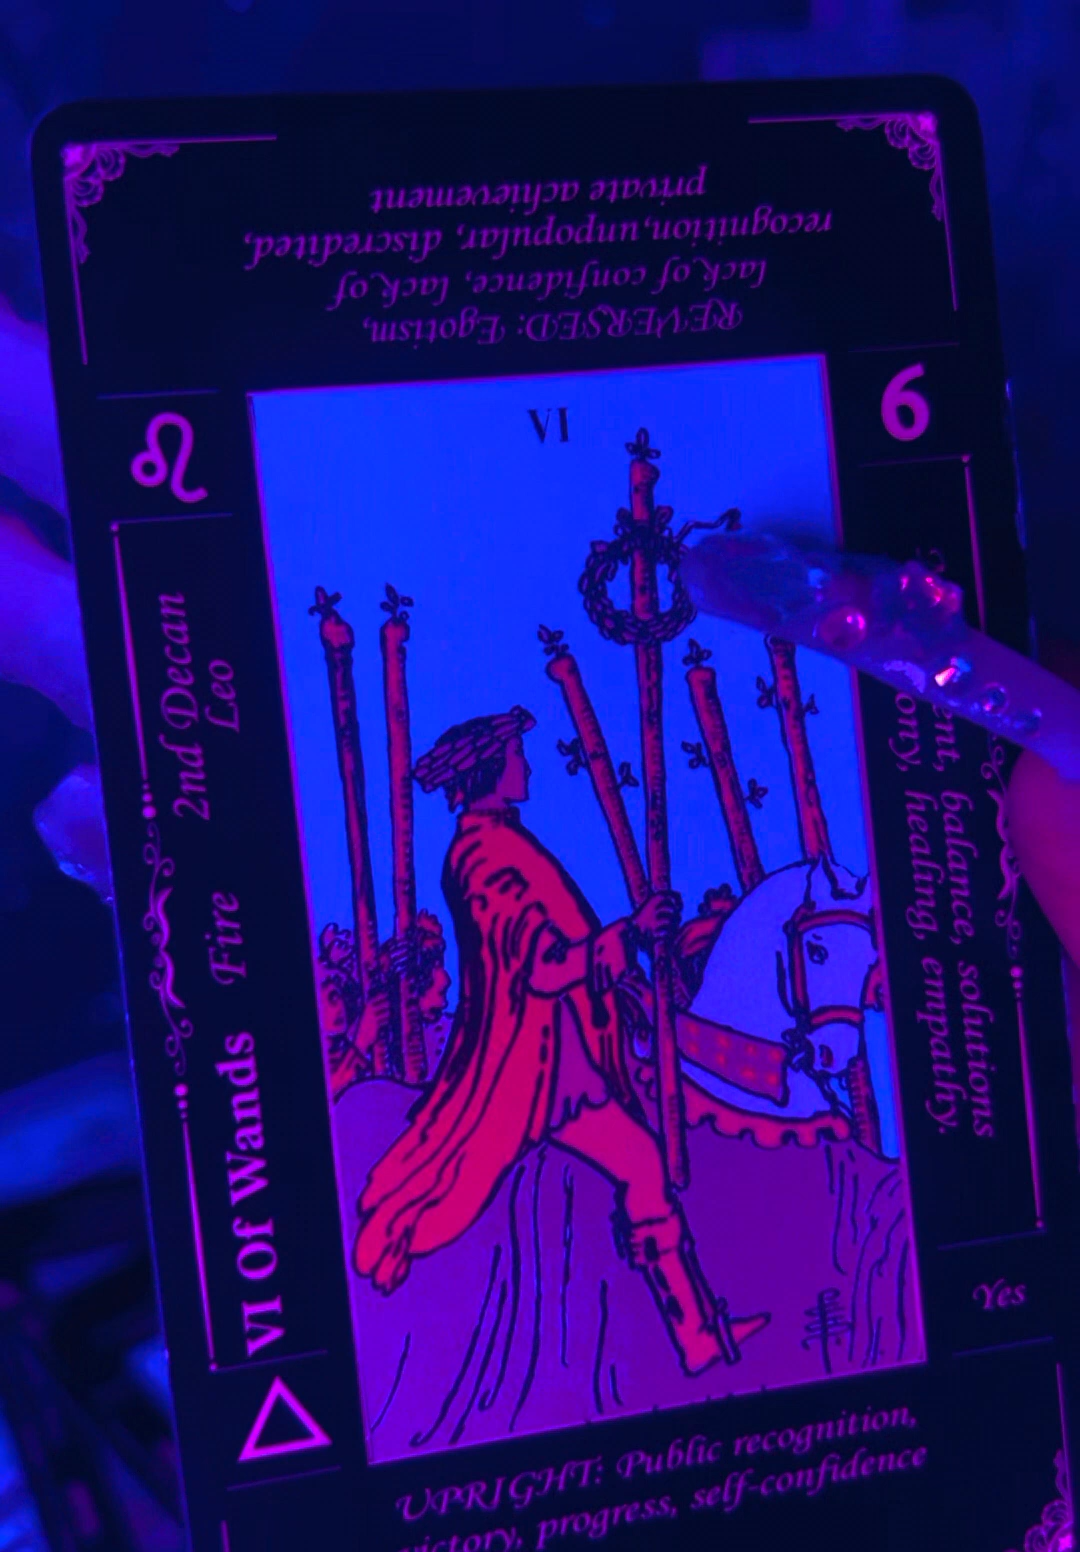 REVERSED: Egotism,
lack of confidence, lack of
recognition,unpopular, discredited,
private achievement
6
VI
2nd Decan
Leo
VI Of Wands Fire
balance, solutions
healing, empathy.
Yes
UPRIGHT: Public recognition,
victory, progress, self-confidence